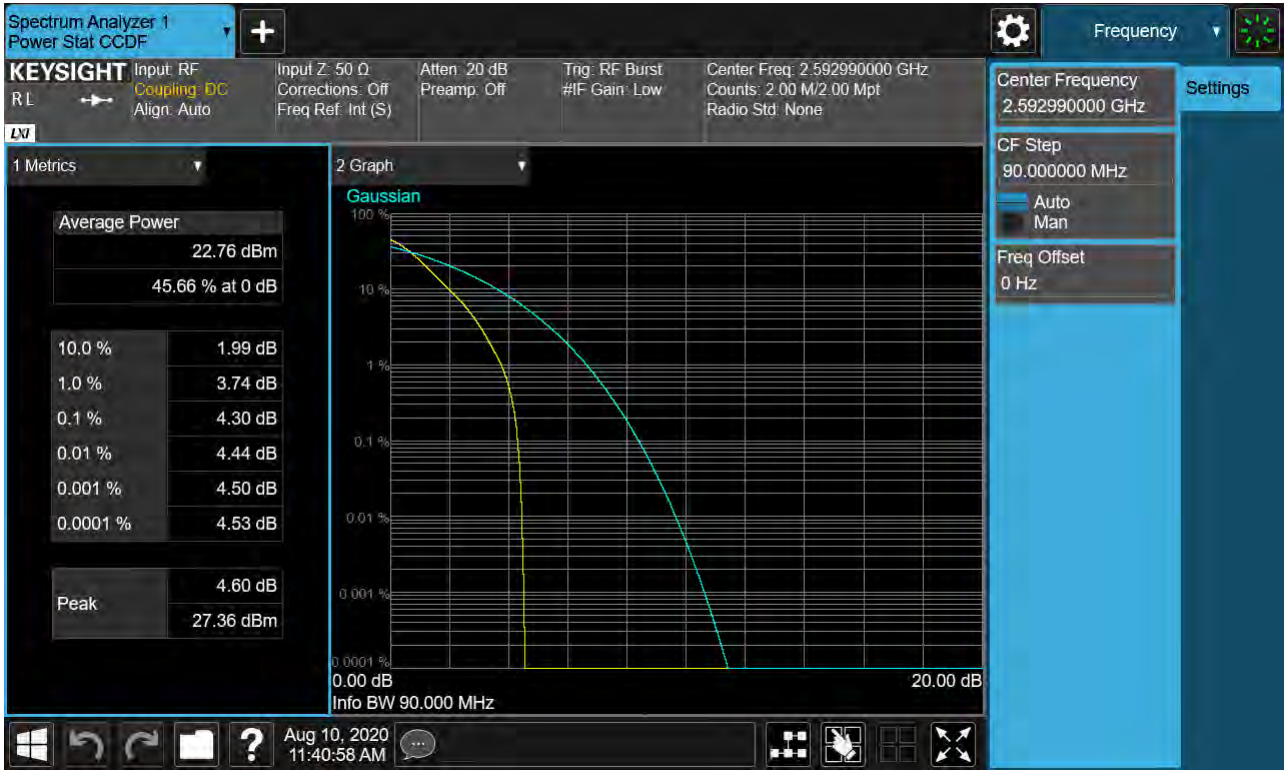 Spectrum Analyzer 1
Power Stat CCDF
Frequency
KEYSIGHT
RL
LXI
Input: RF
Coupling: DC
Align: Auto
Input Z: 50 Ω
Corrections: Off
Freq Ref: Int (S)
Atten: 20 dB
Preamp: Off
Trig: RF Burst
#IF Gain: Low
Center Freq: 2.592990000 GHz
Counts: 2.00 M/2.00 Mpt
Radio Std: None
Center Frequency
2.592990000 GHz
Settings
CF Step
90.000000 MHz
Auto
Man
Freq Offset
0 Hz
1 Metrics
Average Power
22.76 dBm
45.66 % at 0 dB
10.0 % 1.99 dB
1.0 % 3.74 dB
0.1 % 4.30 dB
0.01 % 4.44 dB
0.001 % 4.50 dB
0.0001 % 4.53 dB
Peak
4.60 dB
27.36 dBm
2 Graph
Gaussian
100 %
10 %
1 %
0.1 %
0.01 %
0.001 %
0.0001 %
0.00 dB 20.00 dB
Info BW 90.000 MHz
?
Aug 10, 2020
11:40:58 AM